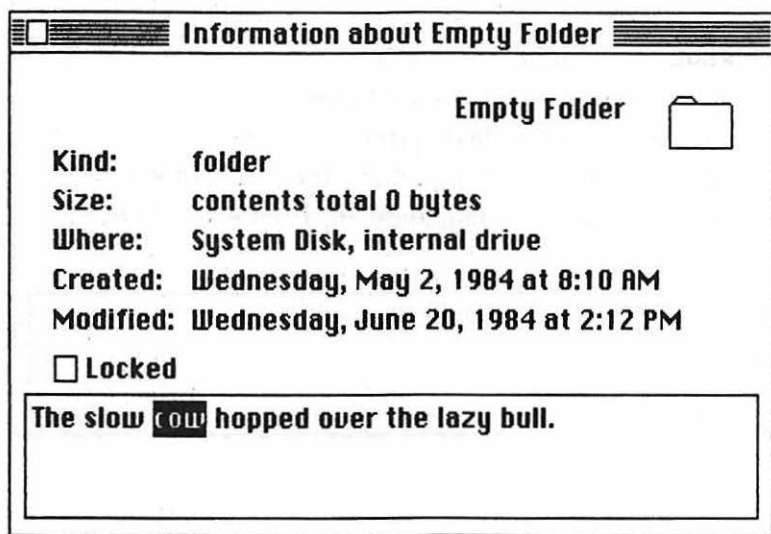 Information about Empty Folder
Empty Folder
Kind: folder
Size: contents total 0 bytes
Where: System Disk, internal drive
Created: Wednesday, May 2, 1984 at 8:10 AM
Modified: Wednesday, June 20, 1984 at 2:12 PM
Locked
The slow cow hopped over the lazy bull.